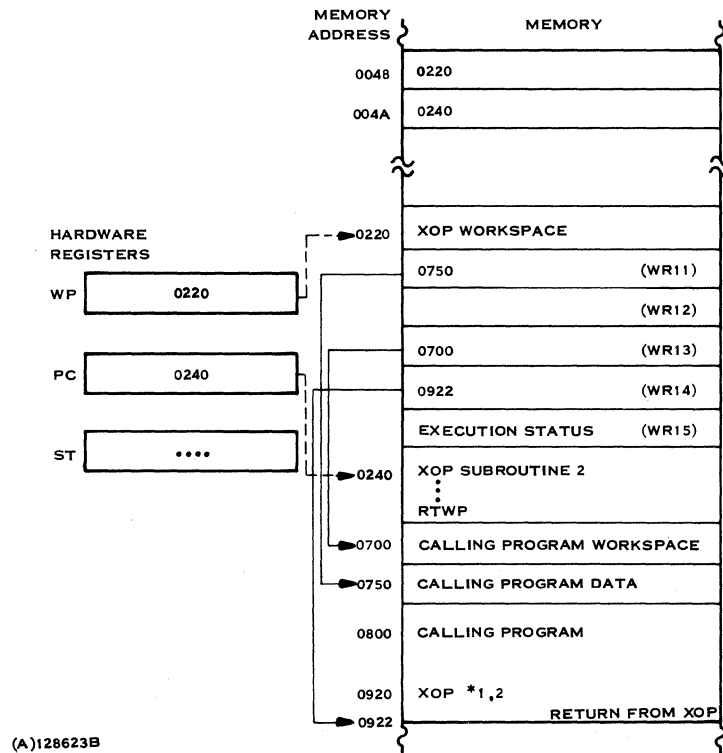 MEMORY
ADDRESS
MEMORY
0048 0220
004A 0240
HARDWARE
REGISTERS
0220 XOP WORKSPACE
WP 0220
0750 (WR11)
(WR12)
PC 0240
0700 (WR13)
0922 (WR14)
EXECUTION STATUS (WR15)
ST ••••
0240 XOP SUBROUTINE 2
RTWP
0700 CALLING PROGRAM WORKSPACE
0750 CALLING PROGRAM DATA
0800 CALLING PROGRAM
0920 XOP *1,2
RETURN FROM XOP
0922
(A)128623B